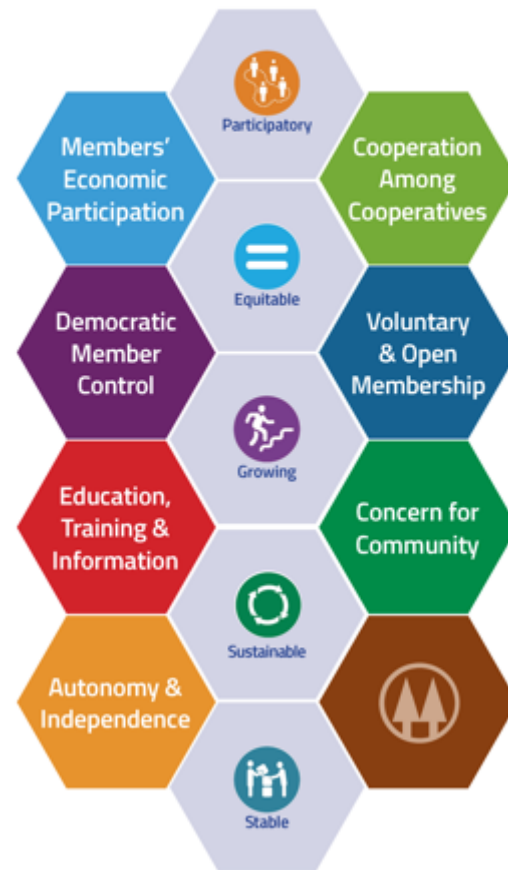 Participatory
Members'
Economic
Participation
Cooperation
Among
Cooperatives
Equitable
Democratic
Member
Control
Voluntary
& Open
Membership
Growing
Education,
Training &
Information
Concern for
Community
Sustainable
Autonomy &
Independence
Stable